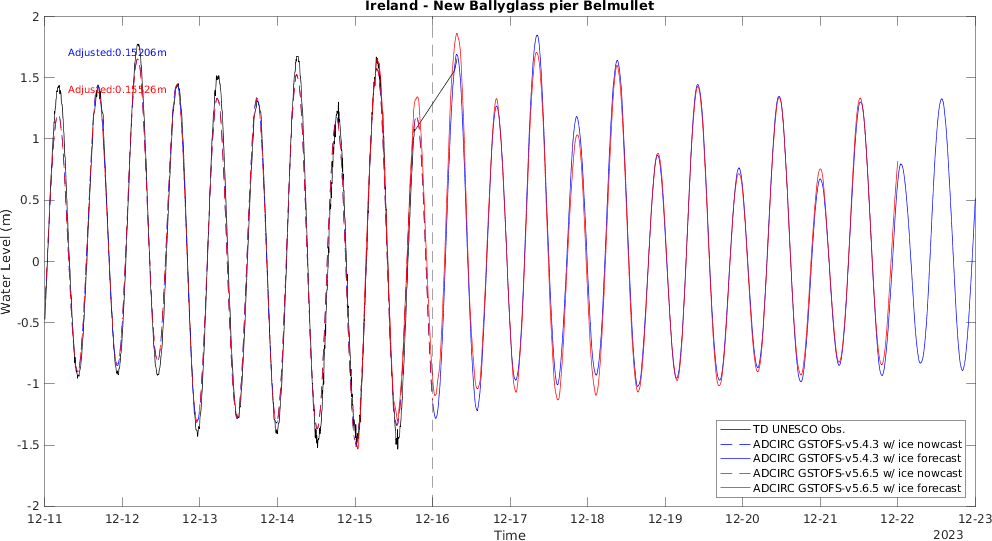 Ireland - New Ballyglass pier Belmullet
Adjusted:0.15206m
Adjusted:0.15526m
Water Level (m)
2
1.5
1
0.5
0
-0.5
-1
-1.5
-2
TD UNESCO Obs.
ADCIRC GSTOFS-v5.4.3 w/ ice nowcast
ADCIRC GSTOFS-v5.4.3 w/ ice forecast
ADCIRC GSTOFS-v5.6.5 w/ ice nowcast
ADCIRC GSTOFS-v5.6.5 w/ ice forecast
12-11 12-12 12-13 12-14 12-15 12-16 12-17 12-18 12-19 12-20 12-21 12-22 12-23
Time
2023